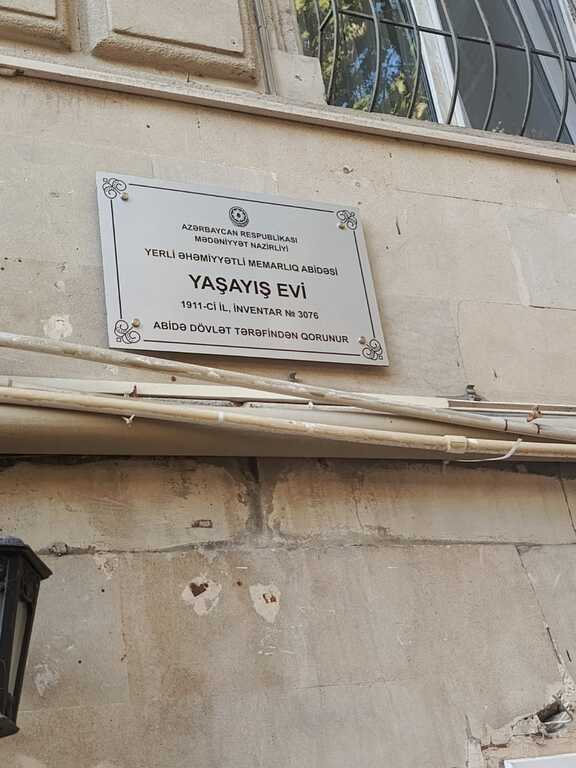 AZƏRBAYCAN RESPUBLİKASI
MƏDƏNİYYƏT NAZİRLİYİ
YERLİ ƏHƏMİYYƏTLİ MEMARLIQ ABİDƏSİ
YAŞAYIŞ EVİ
1911-Cİ İL, İNVENTAR № 3076
ABİDƏ DÖVLƏT TƏRƏFİNDƏN QORUNUR